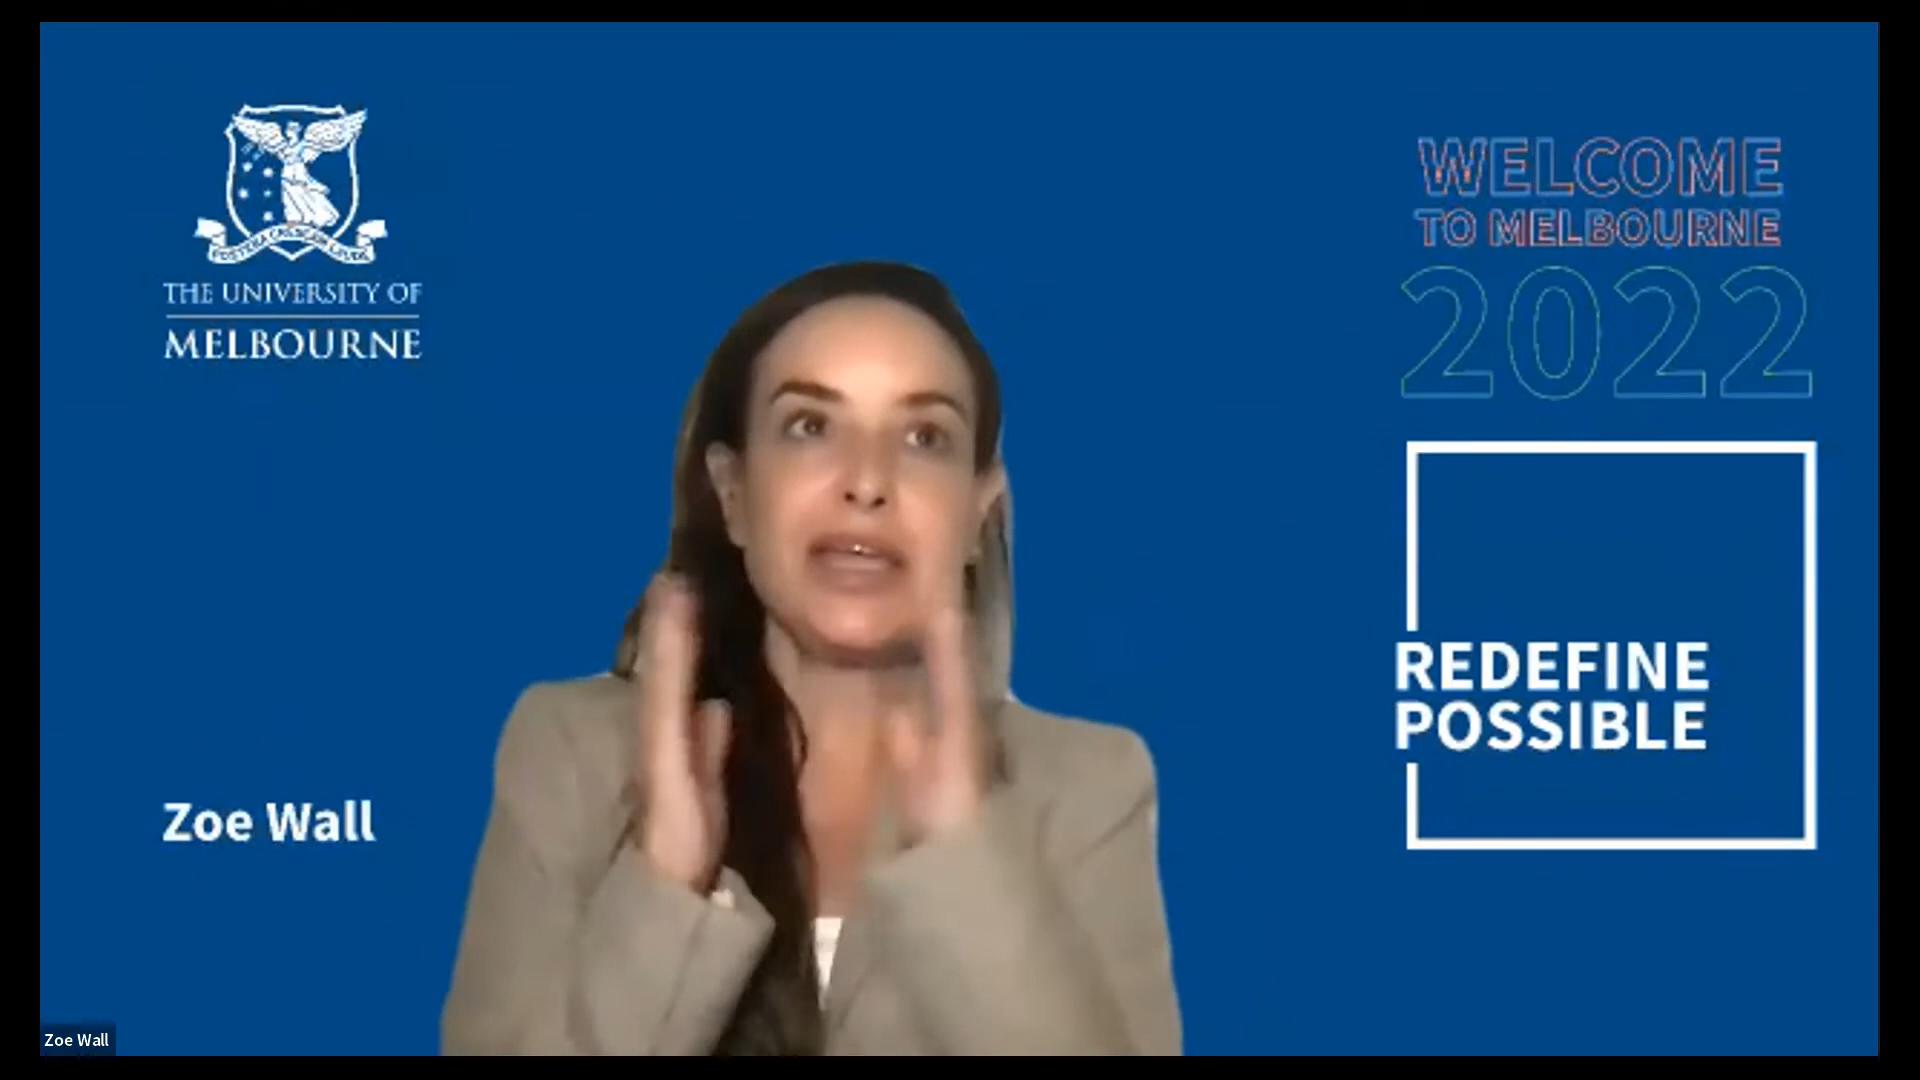 THE UNIVERSITY OF
MELBOURNE
WELCOME
TO MELBOURNE
2022
REDEFINE
POSSIBLE
Zoe Wall
Zoe Wall